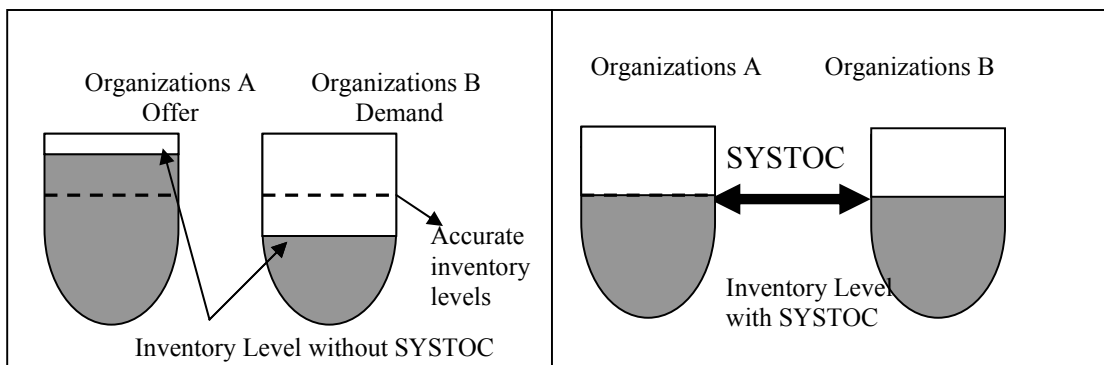 Organizations A
Offer
Organizations B
Demand
Accurate
inventory
levels
Inventory Level without SYSTOC
Organizations A
Organizations B
SYSTOC
Inventory Level
with SYSTOC